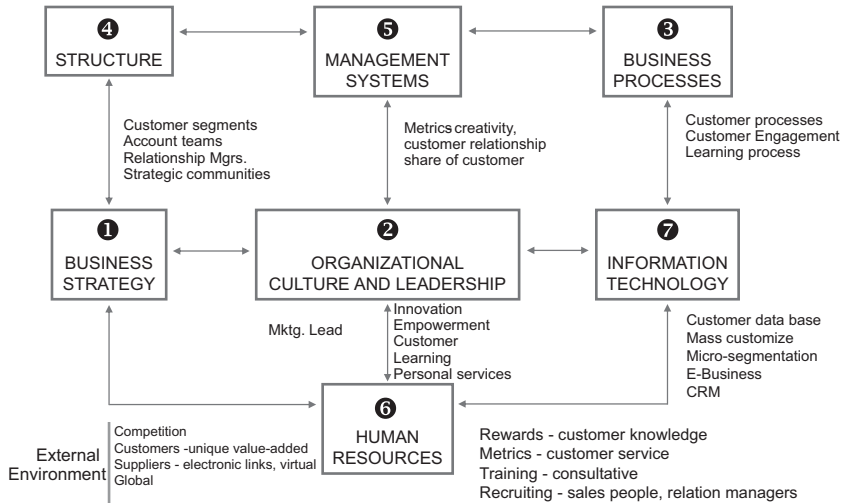 4
STRUCTURE
5
MANAGEMENT
SYSTEMS
3
BUSINESS
PROCESSES
Customer segments
Account teams
Relationship Mgrs.
Strategic communities
Metrics creativity,
customer relationship
share of customer
Customer processes
Customer Engagement
Learning process
1
BUSINESS
STRATEGY
2
ORGANIZATIONAL
CULTURE AND LEADERSHIP
7
INFORMATION
TECHNOLOGY
Mktg. Lead
Innovation
Empowerment
Customer
Learning
Personal services
Customer data base
Mass customize
Micro-segmentation
E-Business
CRM
6
HUMAN
RESOURCES
External
Environment
Competition
Customers -unique value-added
Suppliers - electronic links, virtual
Global
Rewards - customer knowledge
Metrics - customer service
Training - consultative
Recruiting - sales people, relation managers